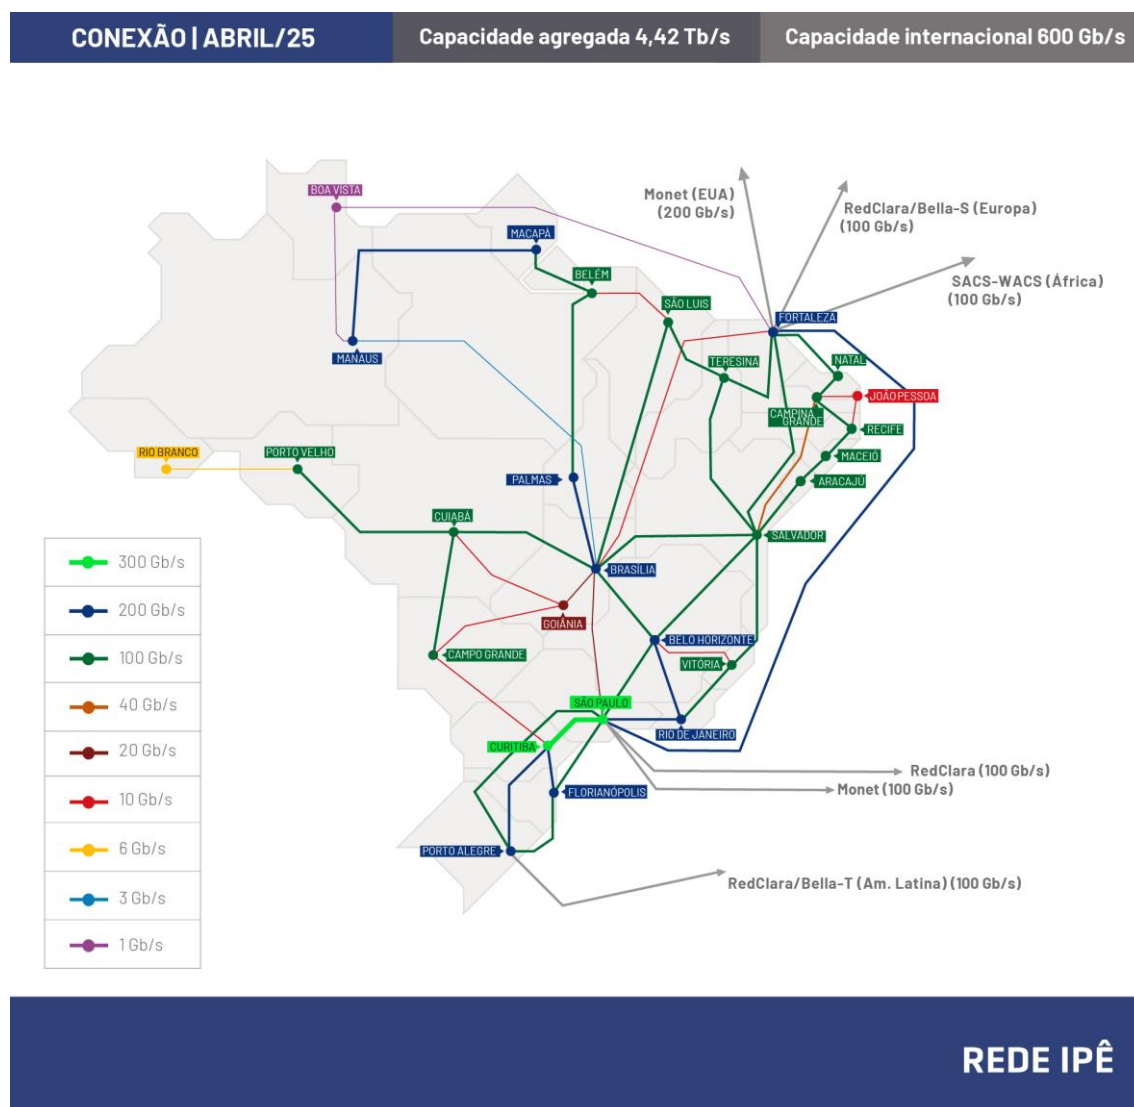 CONEXÃO | ABRIL/25
Capacidade agregada 4,42 Tb/s
Capacidade internacional 600 Gb/s
BOA VISTA
Monet (EUA)
(200 Gb/s)
RedClara/Bella-S (Europa)
(100 Gb/s)
MACAPÁ
BELÉM
SACS-WACS (África)
(100 Gb/s)
SÃO LUIS
FORTALEZA
MANAUS
TERESINA
NATAL
JOÃO PESSOA
CAMPINA
GRANDE
RECIFE
RIO BRANCO
PORTO VELHO
MACEIÓ
PALMAS
ARACAJÚ
CUIABÁ
SALVADOR
300 Gb/s
BRASÍLIA
200 Gb/s
GOIÂNIA
BELO HORIZONTE
100 Gb/s
CAMPO GRANDE
VITÓRIA
40 Gb/s
SÃO PAULO
RIO DE JANEIRO
20 Gb/s
CURITIBA
RedClara (100 Gb/s)
Monet (100 Gb/s)
10 Gb/s
FLORIANÓPOLIS
6 Gb/s
PORTO ALEGRE
RedClara/Bella-T (Am. Latina) (100 Gb/s)
3 Gb/s
1 Gb/s
REDE IPÊ